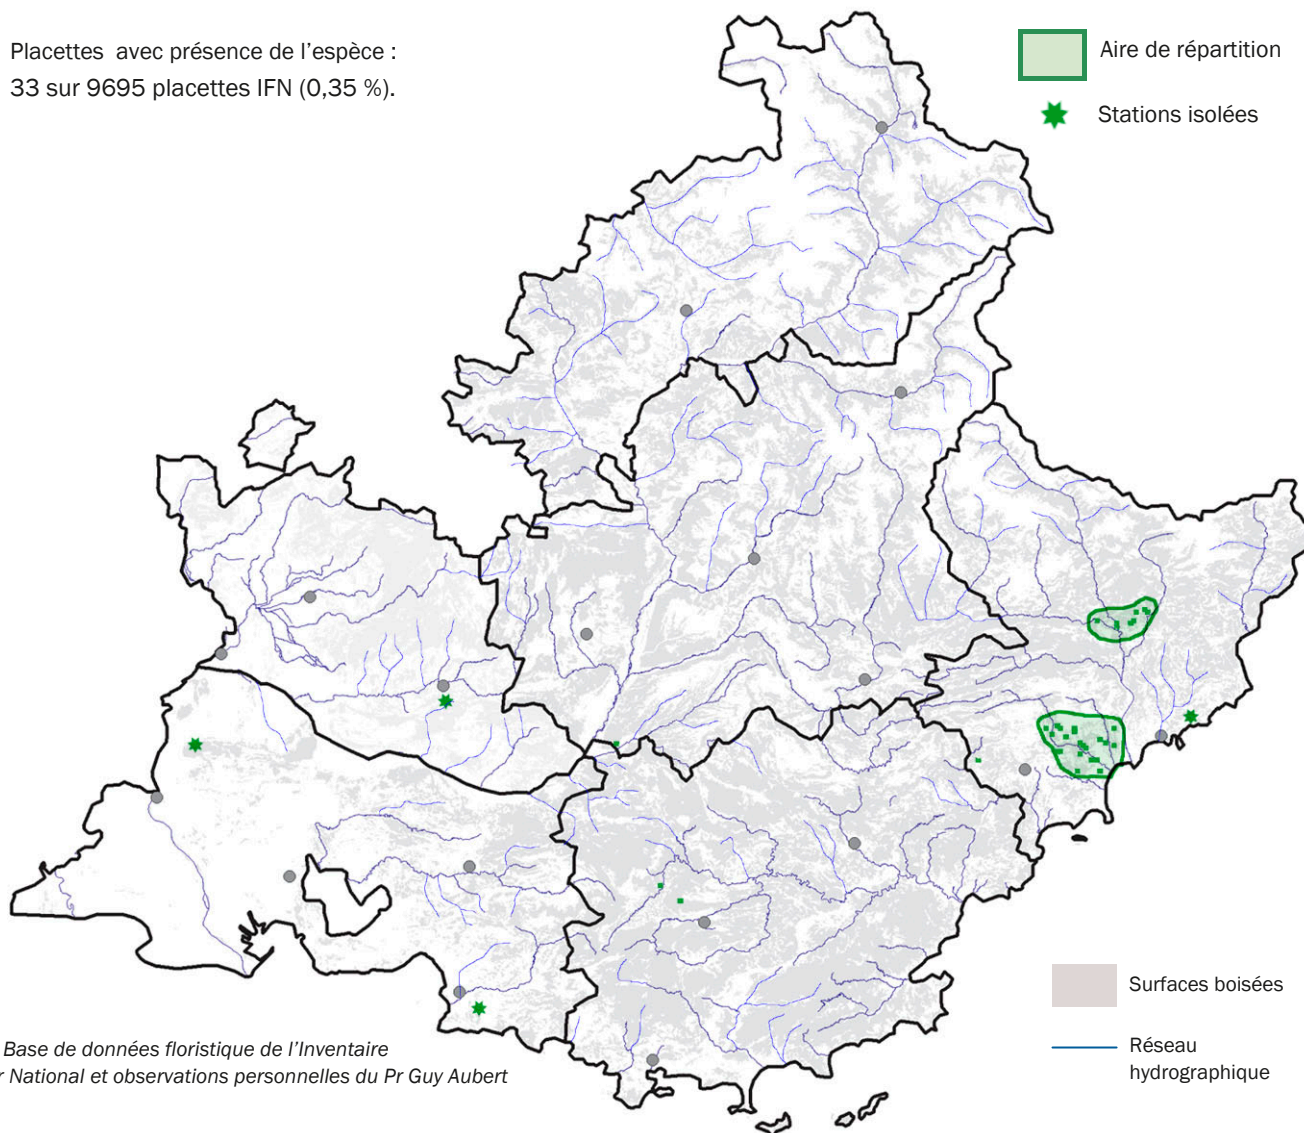 Placettes avec présence de l'espèce :
33 sur 9695 placettes IFN (0,35 %).
Aire de répartition
Stations isolées
Surfaces boisées
Réseau
hydrographique
Base de données floristique de l'Inventaire
r National et observations personnelles du Pr Guy Aubert